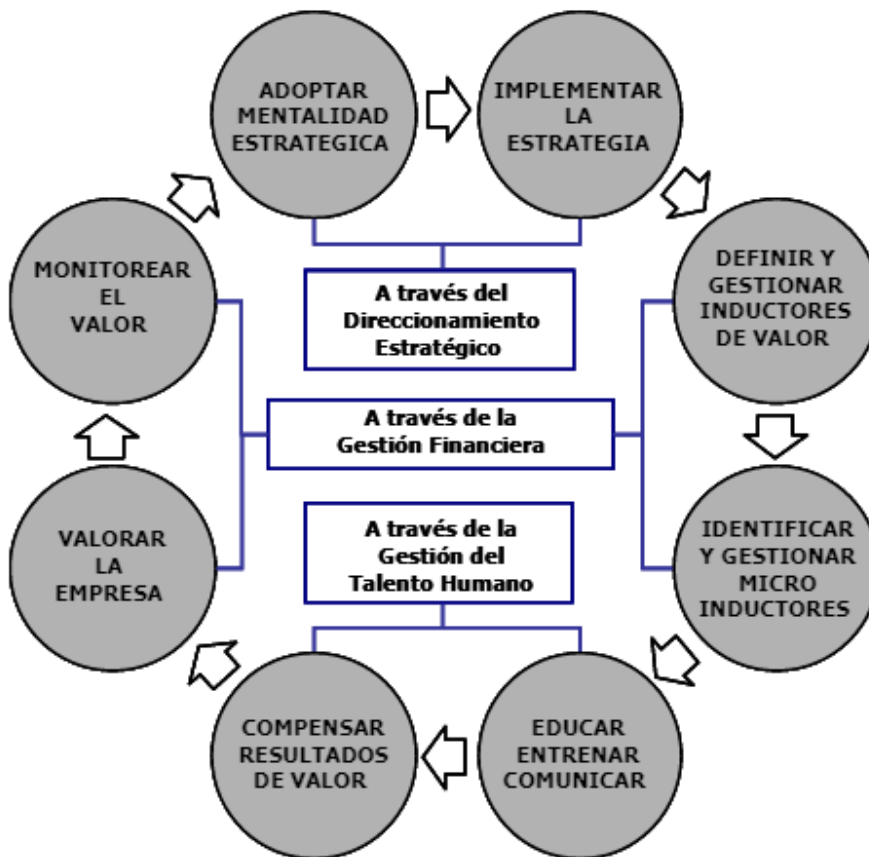 ADOPTAR
MENTALIDAD
ESTRATEGICA
IMPLEMENTAR
LA
ESTRATEGIA
DEFINIR Y
GESTIONAR
INDUCTORES
DE VALOR
IDENTIFICAR
Y GESTIONAR
MICRO
INDUCTORES
EDUCAR
ENTRENAR
COMUNICAR
COMPENSAR
RESULTADOS
DE VALOR
VALORAR
LA
EMPRESA
MONITOREAR
EL
VALOR
A través del
Direccionamiento
Estratégico
A través de la
Gestión Financiera
A través de la
Gestión del
Talento Humano